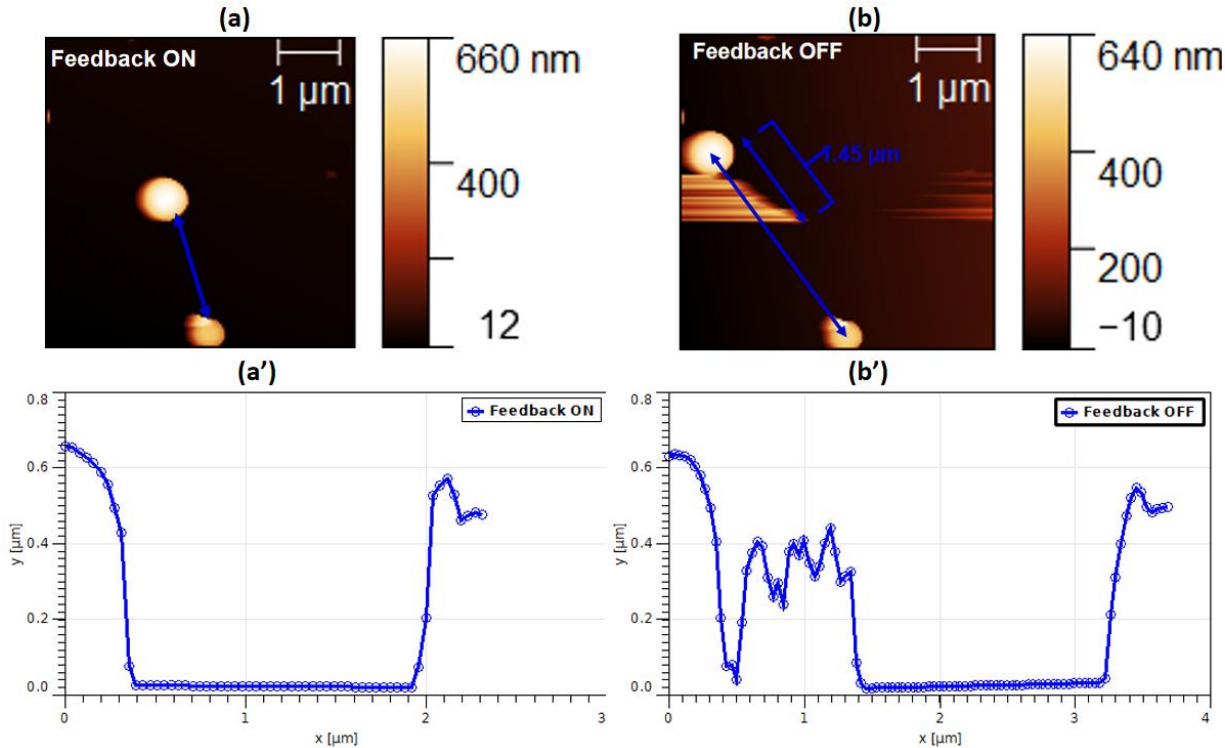 (a)
Feedback ON
1 µm
660 nm
400
12
(b)
Feedback OFF
1 µm
1.45 µm
640 nm
400
200
−10
(a')
0.8
0.6
0.4
0.2
0.0
y [µm]
Feedback ON
0
1
2
3
x [µm]
(b')
0.8
0.6
0.4
0.2
0.0
y [µm]
Feedback OFF
0
1
2
3
4
x [µm]